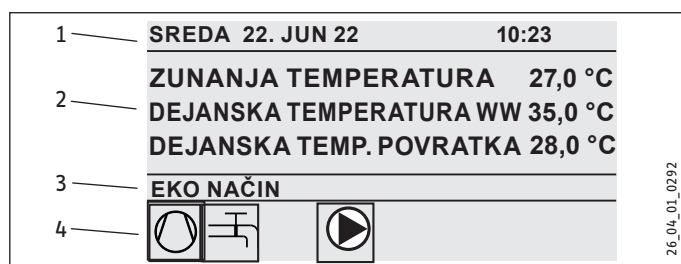 1 SREDA 22. JUN 22 10:23
2 ZUNANJA TEMPERATURA 27,0 °C
DEJANSKA TEMPERATURA WW 35,0 °C
DEJANSKA TEMP. POVRATKA 28,0 °C
3 EKO NAČIN
4
26_04_01_0292